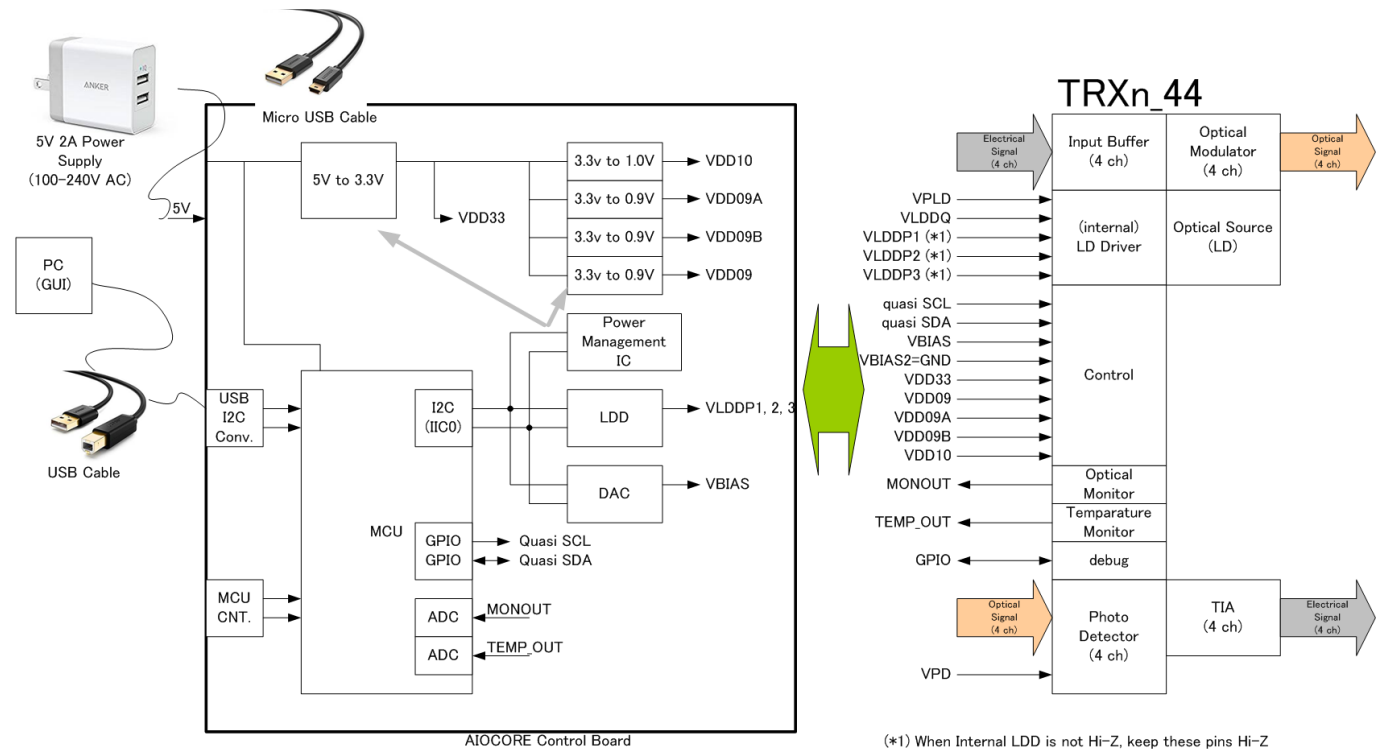 ANKER
5V 2A Power
Supply
(100-240V AC)
Micro USB Cable
5V
PC
(GUI)
USB Cable
5V to 3.3V
VDD33
3.3v to 1.0V
VDD10
3.3v to 0.9V
VDD09A
3.3v to 0.9V
VDD09B
3.3v to 0.9V
VDD09
Power
Management
IC
USB
I2C
Conv.
I2C
(IIC0)
LDD
VLDDP1, 2, 3
DAC
VBIAS
MCU
GPIO
Quasi SCL
GPIO
Quasi SDA
MCU
CNT.
ADC
MONOUT
ADC
TEMP_OUT
AIOCORE Control Board
TRXn_44
Electrical
Signal
(4 ch)
Input Buffer
(4 ch)
Optical
Modulator
(4 ch)
Optical
Signal
(4 ch)
VPLD
VLDDQ
VLDDP1 (*1)
VLDDP2 (*1)
VLDDP3 (*1)
(internal)
LD Driver
Optical Source
(LD)
quasi SCL
quasi SDA
VBIAS
VBIAS2=GND
VDD33
VDD09
VDD09A
VDD09B
VDD10
Control
MONOUT
Optical
Monitor
TEMP_OUT
Temparature
Monitor
GPIO
debug
Optical
Signal
(4 ch)
Photo
Detector
(4 ch)
TIA
(4 ch)
Electrical
Signal
(4 ch)
VPD
(*1) When Internal LDD is not Hi-Z, keep these pins Hi-Z